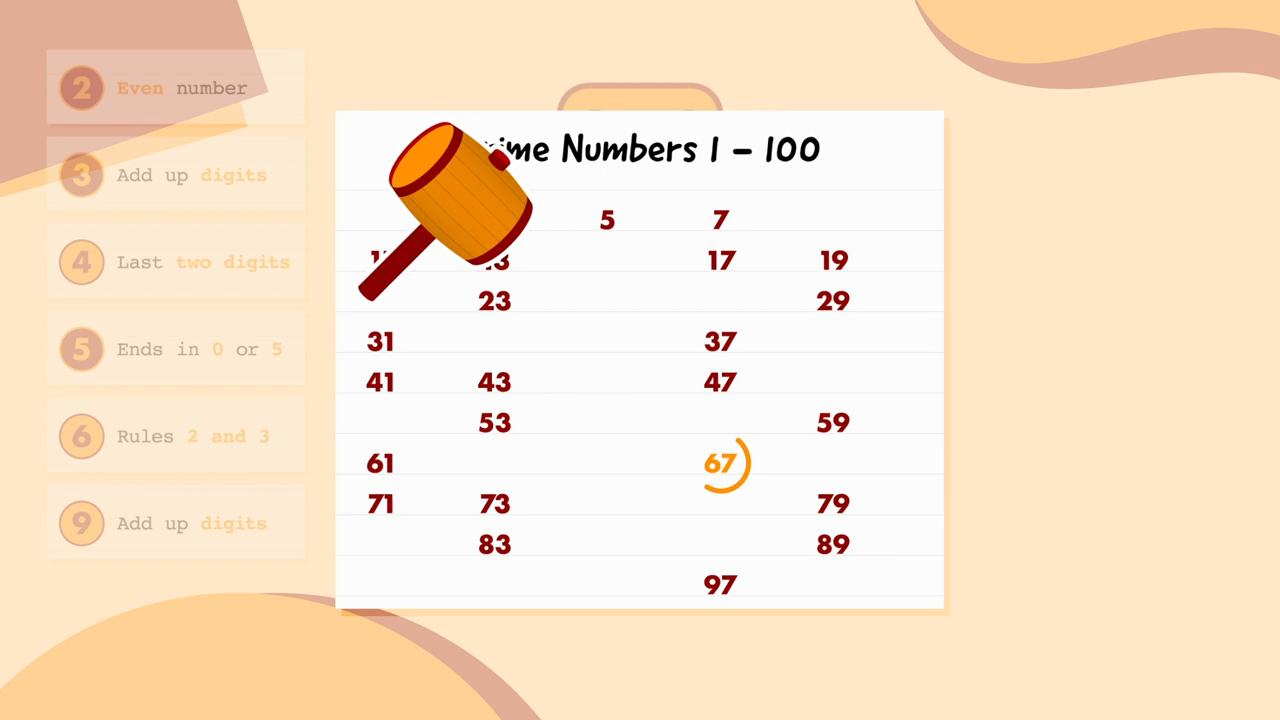 2 Even number
3 Add up digits
4 Last two digits
5 Ends in 0 or 5
6 Rules 2 and 3
9 Add up digits
Numbers 1 – 100
5 7
17 19
23 29
31 37
41 43 47
53 59
61 67
71 73 79
83 89
97